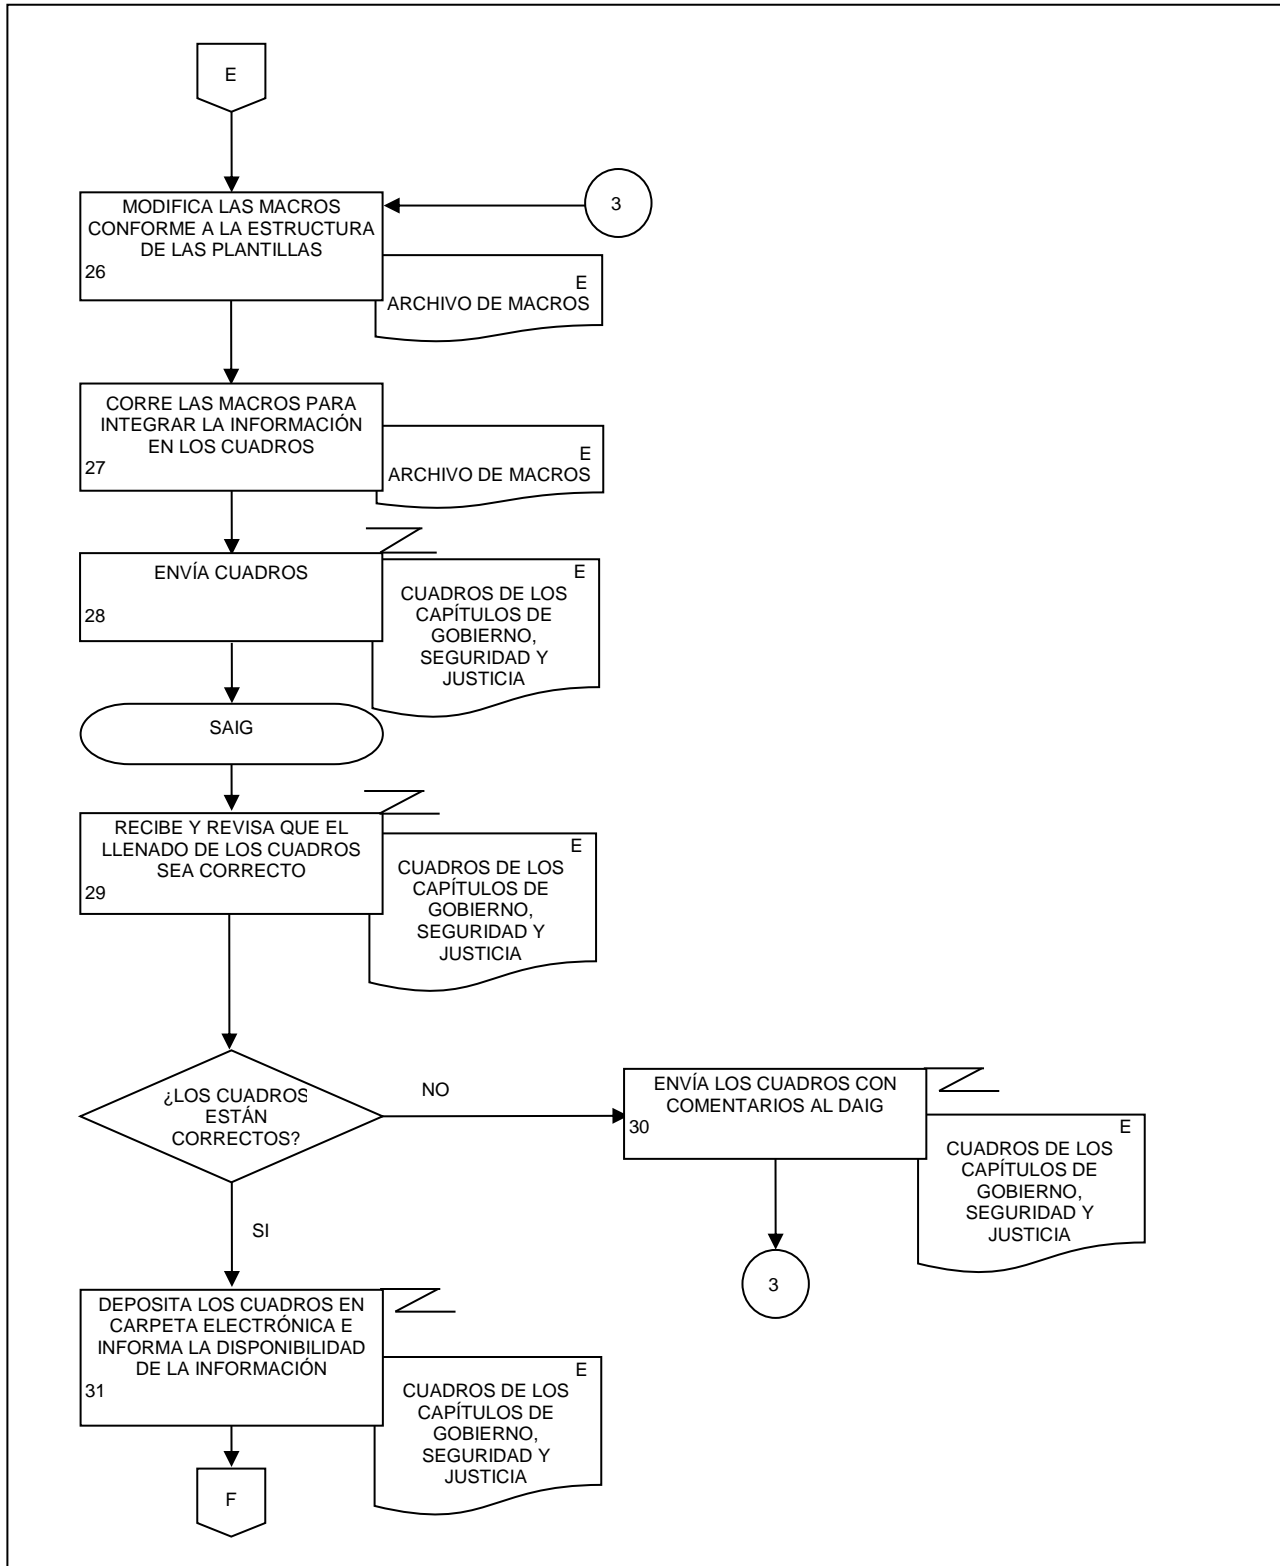 E
3
MODIFICA LAS MACROS
CONFORME A LA ESTRUCTURA
DE LAS PLANTILLAS
26
E
ARCHIVO DE MACROS
CORRE LAS MACROS PARA
INTEGRAR LA INFORMACIÓN
EN LOS CUADROS
27
E
ARCHIVO DE MACROS
ENVÍA CUADROS
28
E
CUADROS DE LOS
CAPÍTULOS DE
GOBIERNO,
SEGURIDAD Y
JUSTICIA
SAIG
RECIBE Y REVISA QUE EL
LLENADO DE LOS CUADROS
SEA CORRECTO
29
E
CUADROS DE LOS
CAPÍTULOS DE
GOBIERNO,
SEGURIDAD Y
JUSTICIA
¿LOS CUADROS
ESTÁN
CORRECTOS?
NO
ENVÍA LOS CUADROS CON
COMENTARIOS AL DAIG
30
E
CUADROS DE LOS
CAPÍTULOS DE
GOBIERNO,
SEGURIDAD Y
JUSTICIA
3
SI
DEPOSITA LOS CUADROS EN
CARPETA ELECTRÓNICA E
INFORMA LA DISPONIBILIDAD
DE LA INFORMACIÓN
31
E
CUADROS DE LOS
CAPÍTULOS DE
GOBIERNO,
SEGURIDAD Y
JUSTICIA
F